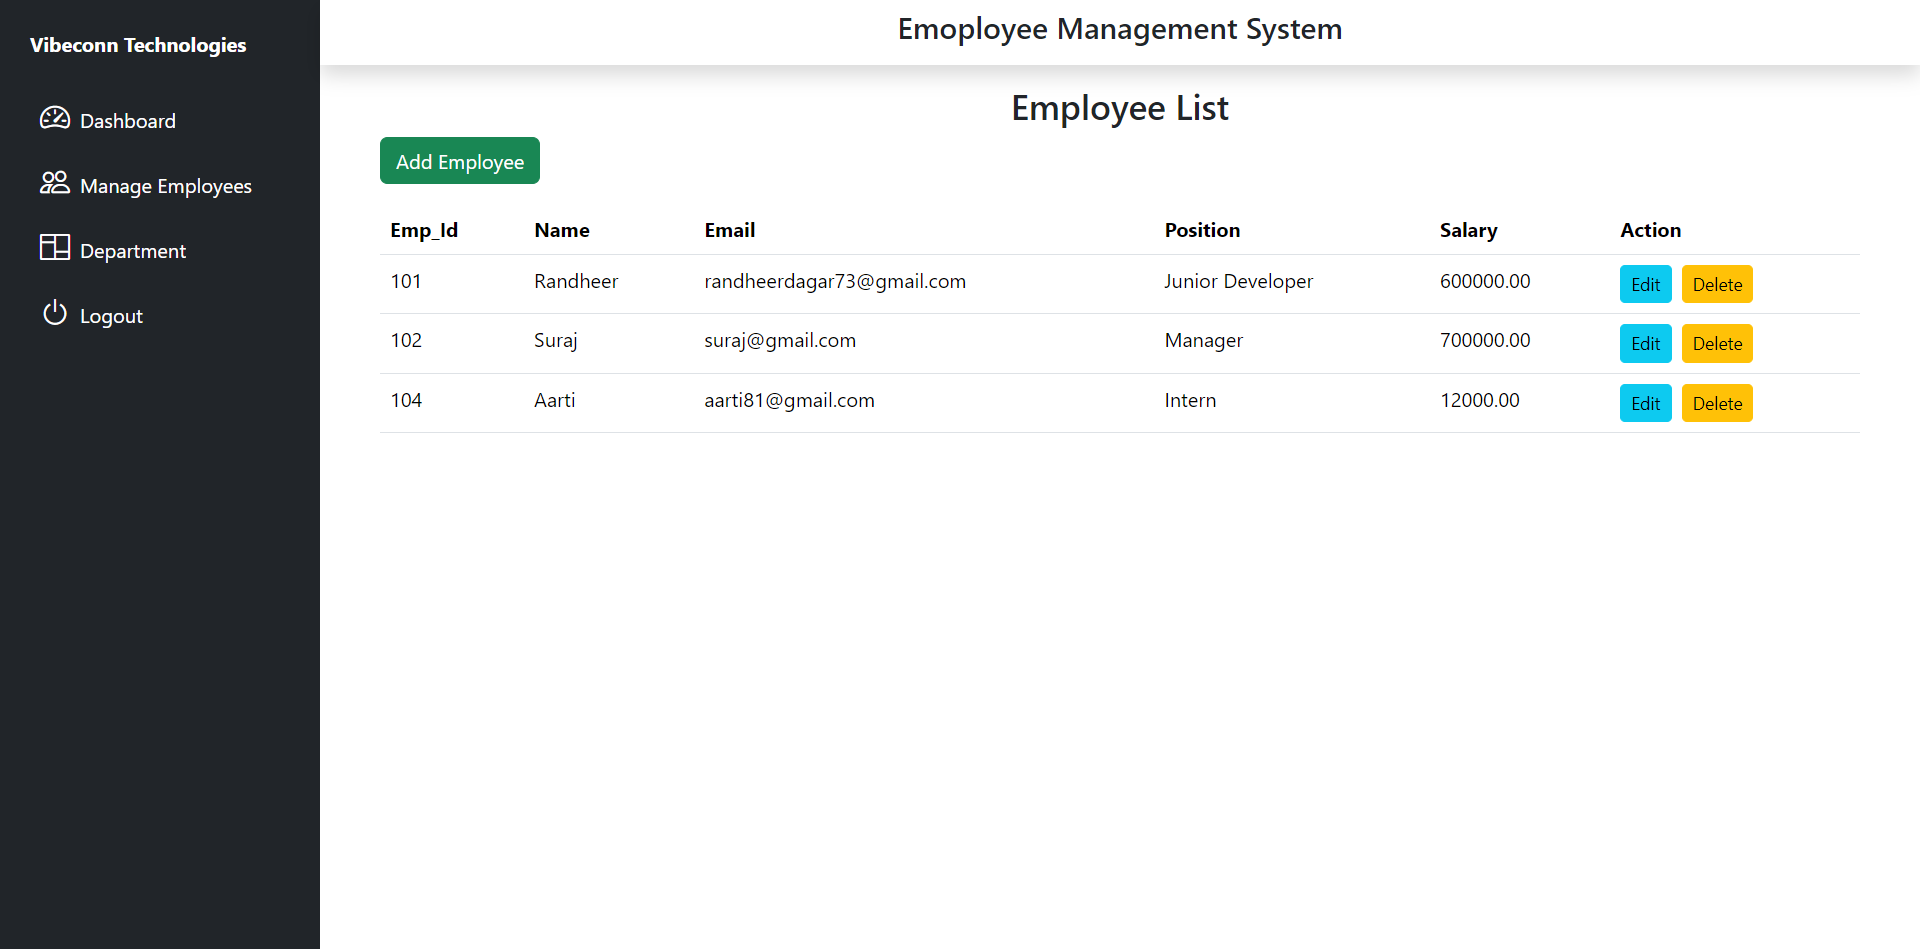 Vibeconn Technologies
Dashboard
Manage Employees
Department
Logout
Emoployee Management System
Employee List
Add Employee
Emp_Id Name Email Position Salary Action
101 Randheer randheerdagar73@gmail.com Junior Developer 600000.00 Edit Delete
102 Suraj suraj@gmail.com Manager 700000.00 Edit Delete
104 Aarti aarti81@gmail.com Intern 12000.00 Edit Delete